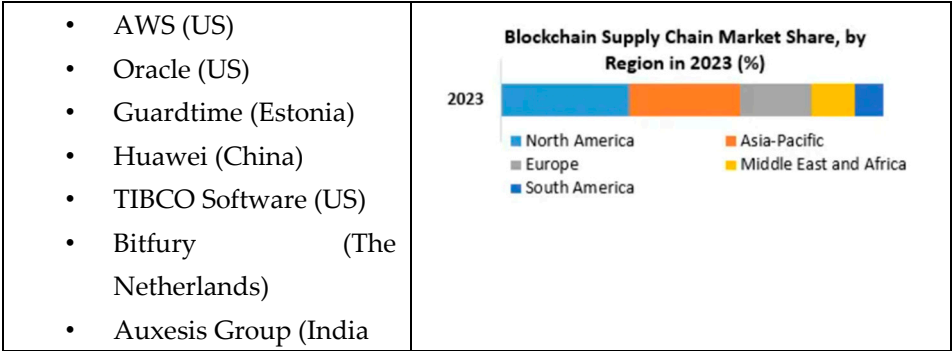 • AWS (US)
• Oracle (US)
• Guardtime (Estonia)
• Huawei (China)
• TIBCO Software (US)
• Bitfury (The
Netherlands)
• Auxesis Group (India
Blockchain Supply Chain Market Share, by
Region in 2023 (%)
2023
North America
Asia-Pacific
Europe
Middle East and Africa
South America